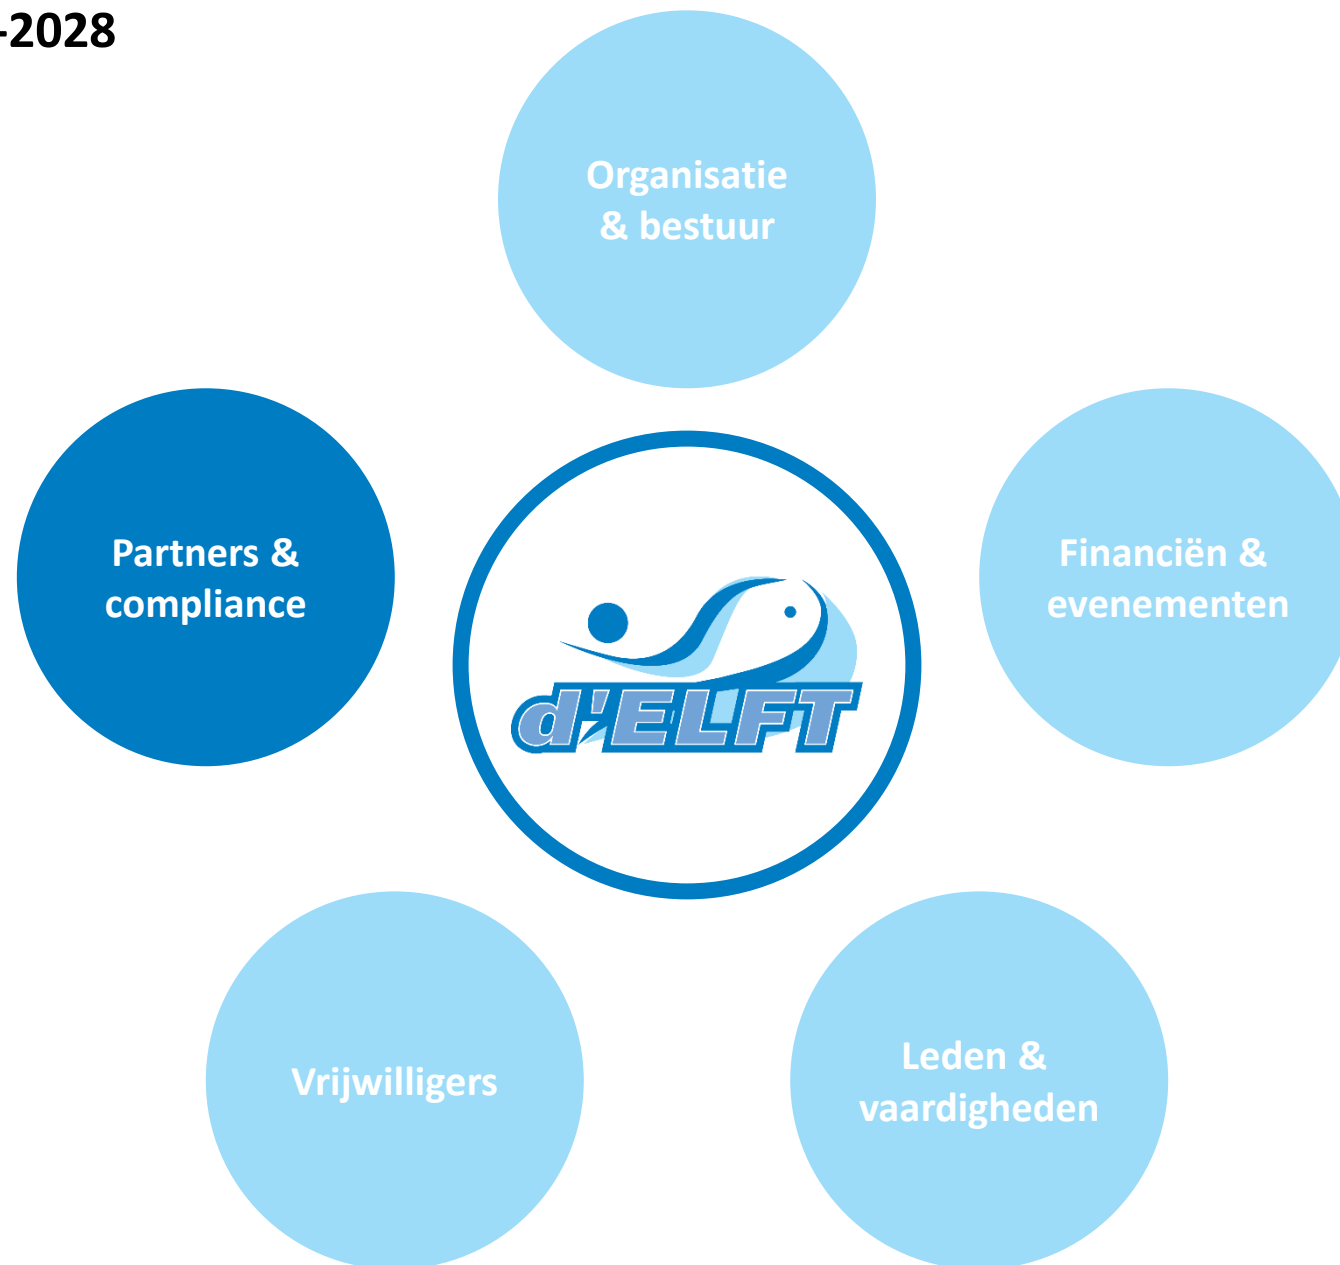 -2028
Organisatie
& bestuur
Partners &
compliance
Financiën &
evenementen
d'ELFT
Vrijwilligers
Leden &
vaardigheden